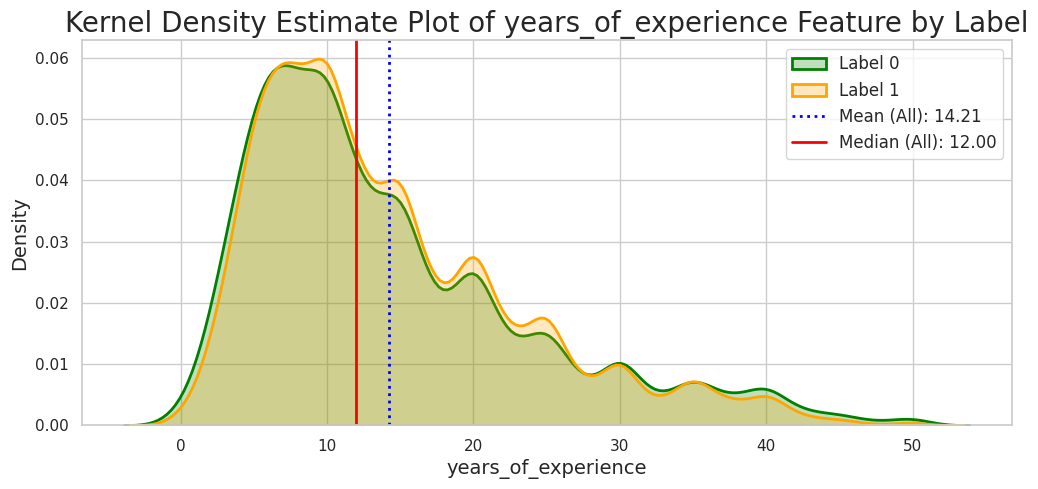 Kernel Density Estimate Plot of years_of_experience Feature by Label
Label 0
Label 1
Mean (All): 14.21
Median (All): 12.00
Density
0.06
0.05
0.04
0.03
0.02
0.01
0.00
0 10 20 30 40 50
years_of_experience